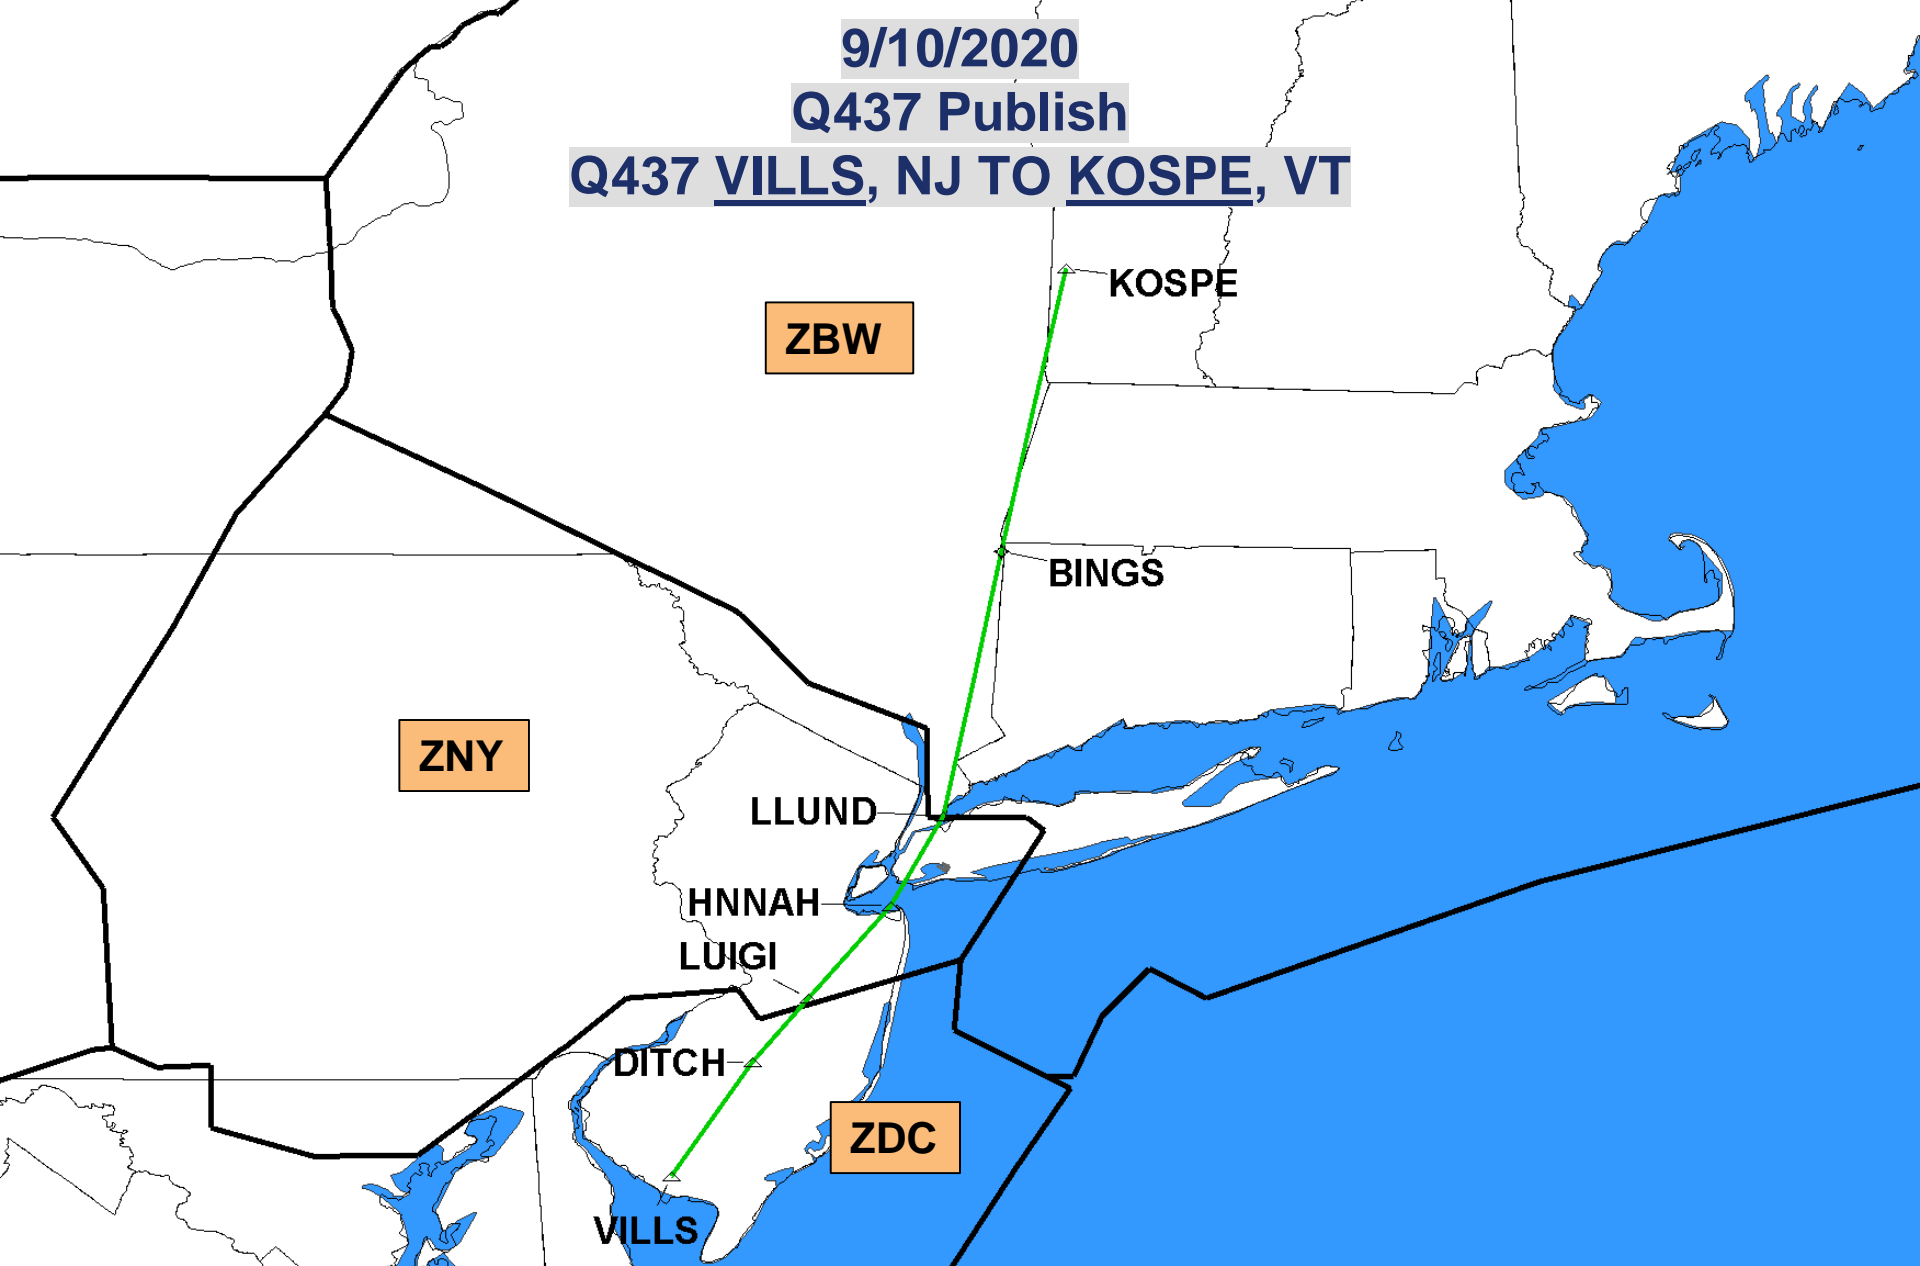 9/10/2020
Q437 Publish
Q437 VILLS, NJ TO KOSPE, VT
KOSPE
ZBW
BINGS
ZNY
LLUND
HNNAH
LUIGI
DITCH
ZDC
VILLS